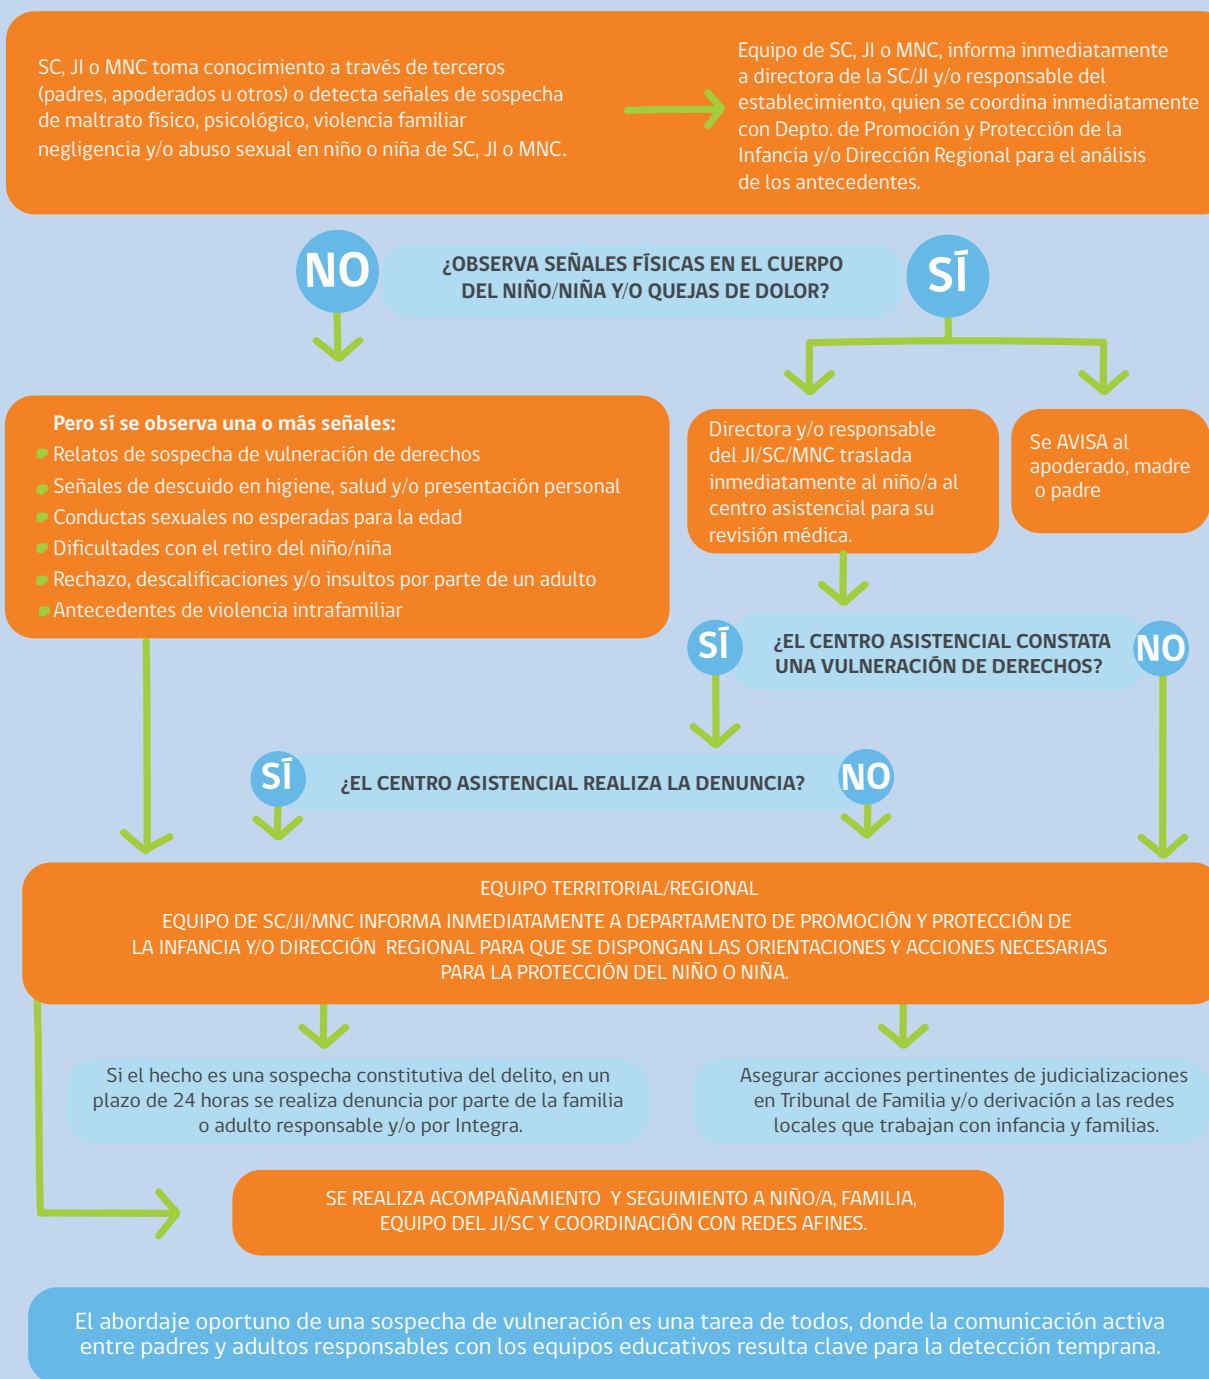 SC, JI o MNC toma conocimiento a través de terceros
(padres, apoderados u otros) o detecta señales de sospecha
de maltrato físico, psicológico, violencia familiar
negligencia y/o abuso sexual en niño o niña de SC, JI o MNC.
Equipo de SC, JI o MNC, informa inmediatamente
a directora de la SC/JI y/o responsable del
establecimiento, quien se coordina inmediatamente
con Depto. de Promoción y Protección de la
Infancia y/o Dirección Regional para el análisis
de los antecedentes.
NO
¿OBSERVA SEÑALES FÍSICAS EN EL CUERPO
DEL NIÑO/NIÑA Y/O QUEJAS DE DOLOR?
SÍ
Pero sí se observa una o más señales:
Relatos de sospecha de vulneración de derechos
Señales de descuido en higiene, salud y/o presentación personal
Conductas sexuales no esperadas para la edad
Dificultades con el retiro del niño/niña
Rechazo, descalificaciones y/o insultos por parte de un adulto
Antecedentes de violencia intrafamiliar
Directora y/o responsable
del JI/SC/MNC traslada
inmediatamente al niño/a al
centro asistencial para su
revisión médica.
Se AVISA al
apoderado, madre
o padre
SÍ
¿EL CENTRO ASISTENCIAL CONSTATA
UNA VULNERACIÓN DE DERECHOS?
NO
SÍ
¿EL CENTRO ASISTENCIAL REALIZA LA DENUNCIA?
NO
EQUIPO TERRITORIAL/REGIONAL
EQUIPO DE SC/JI/MNC INFORMA INMEDIATAMENTE A DEPARTAMENTO DE PROMOCIÓN Y PROTECCIÓN DE
LA INFANCIA Y/O DIRECCIÓN REGIONAL PARA QUE SE DISPONGAN LAS ORIENTACIONES Y ACCIONES NECESARIAS
PARA LA PROTECCIÓN DEL NIÑO O NIÑA.
Si el hecho es una sospecha constitutiva del delito, en un
plazo de 24 horas se realiza denuncia por parte de la familia
o adulto responsable y/o por Integra.
Asegurar acciones pertinentes de judicializaciones
en Tribunal de Familia y/o derivación a las redes
locales que trabajan con infancia y familias.
SE REALIZA ACOMPAÑAMIENTO Y SEGUIMIENTO A NIÑO/A, FAMILIA,
EQUIPO DEL JI/SC Y COORDINACIÓN CON REDES AFINES.
El abordaje oportuno de una sospecha de vulneración es una tarea de todos, donde la comunicación activa
entre padres y adultos responsables con los equipos educativos resulta clave para la detección temprana.